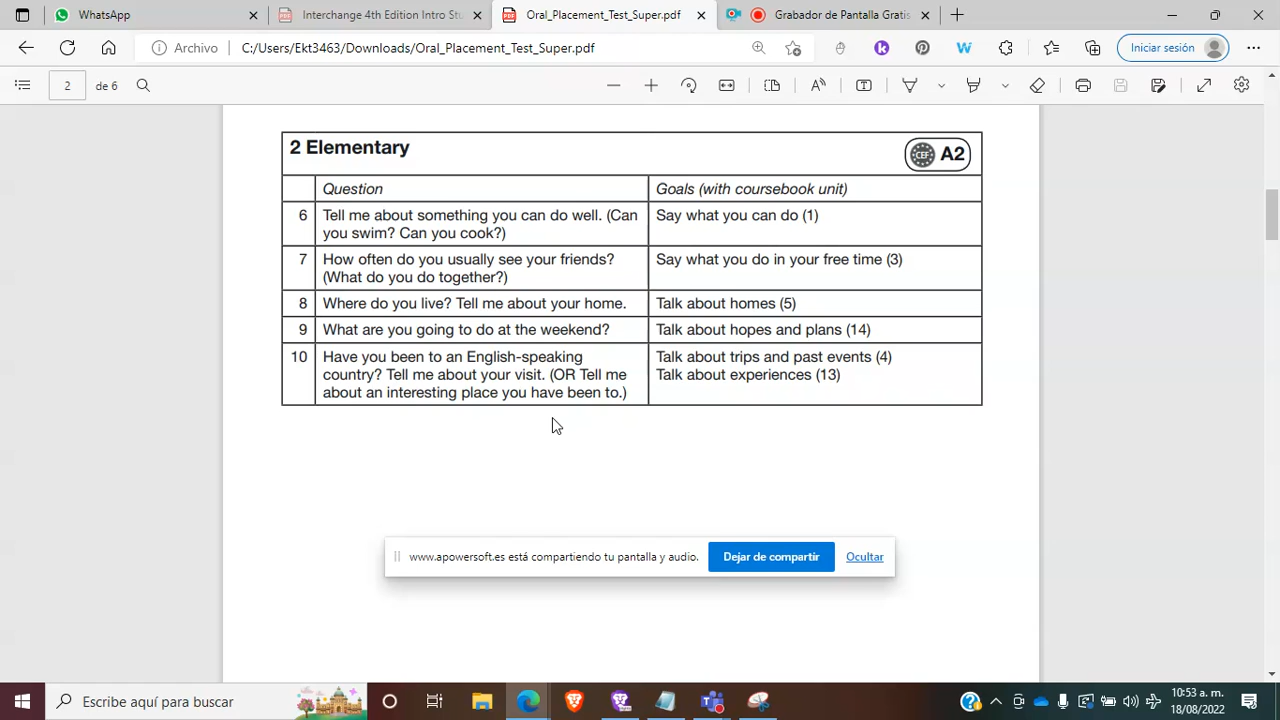 WhatsApp
Interchange 4th Edition Intro Stu
Oral_Placement_Test_Super.pdf
Grabador de Pantalla Gratis
Archivo
C:/Users/Ekt3463/Downloads/Oral_Placement_Test_Super.pdf
Iniciar sesión
2 de 6
2 Elementary
CEF A2
Question
Goals (with coursebook unit)
6 Tell me about something you can do well. (Can
you swim? Can you cook?)
Say what you can do (1)
7 How often do you usually see your friends?
(What do you do together?)
Say what you do in your free time (3)
8 Where do you live? Tell me about your home.
Talk about homes (5)
9 What are you going to do at the weekend?
Talk about hopes and plans (14)
10 Have you been to an English-speaking
country? Tell me about your visit. (OR Tell me
about an interesting place you have been to.)
Talk about trips and past events (4)
Talk about experiences (13)
www.apowersoft.es está compartiendo tu pantalla y audio.
Dejar de compartir
Ocultar
Escribe aquí para buscar
10:53 a. m.
18/08/2022